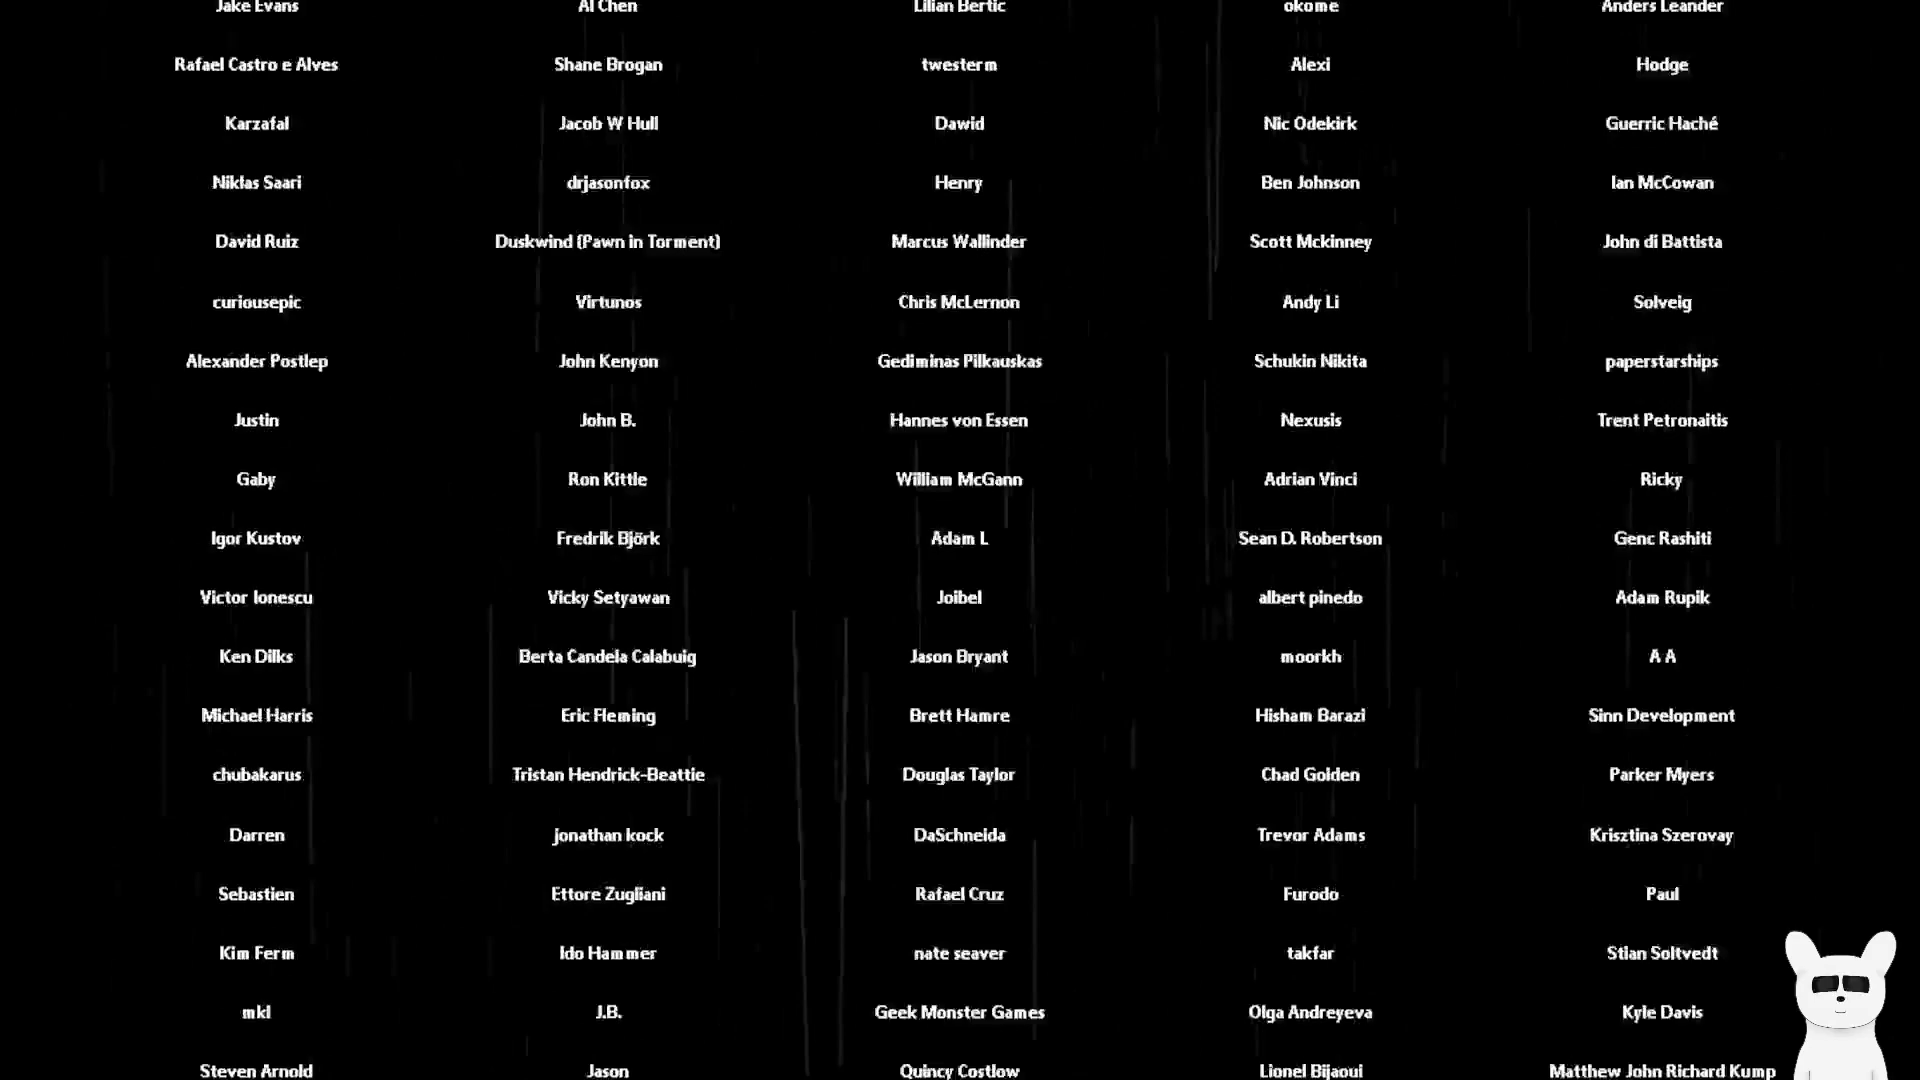 Jake Evans Al Chen Lilian Bertic okome Anders Leander
Rafael Castro e Alves Shane Brogan twesterm Alexi Hodge
Karzafal Jacob W Hull Dawid Nic Odekirk Guerric Haché
Niklas Saari drjasonfox Henry Ben Johnson Ian McCowan
David Ruiz Duskwind (Pawn in Torment) Marcus Wallinder Scott Mckinney John di Battista
curiousepic Virtunos Chris McLernon Andy Li Solveig
Alexander Postlep John Kenyon Gediminas Pilkauskas Schukin Nikita paperstarships
Justin John B. Hannes von Essen Nexusis Trent Petronaitis
Gaby Ron Kittle William McGann Adrian Vinci Ricky
Igor Kustov Fredrik Björk Adam L Sean D. Robertson Genc Rashiti
Victor Ionescu Vicky Setyawan Joibel albert pinedo Adam Rupik
Ken Dilks Berta Candela Calabuig Jason Bryant moorkh A A
Michael Harris Eric Fleming Brett Hamre Hisham Barazi Sinn Development
chubakarus Tristan Hendrick-Beattie Douglas Taylor Chad Golden Parker Myers
Darren jonathan kock DaSchneida Trevor Adams Krisztina Szerovay
Sebastien Ettore Zugliani Rafael Cruz Furodo Paul
Kim Ferm Ido Hammer nate seaver takfar Stian Soltvedt
mkl J.B. Geek Monster Games Olga Andreyeva Kyle Davis
Steven Arnold Jason Quincy Costlow Lionel Bijaoui Matthew John Richard Kump